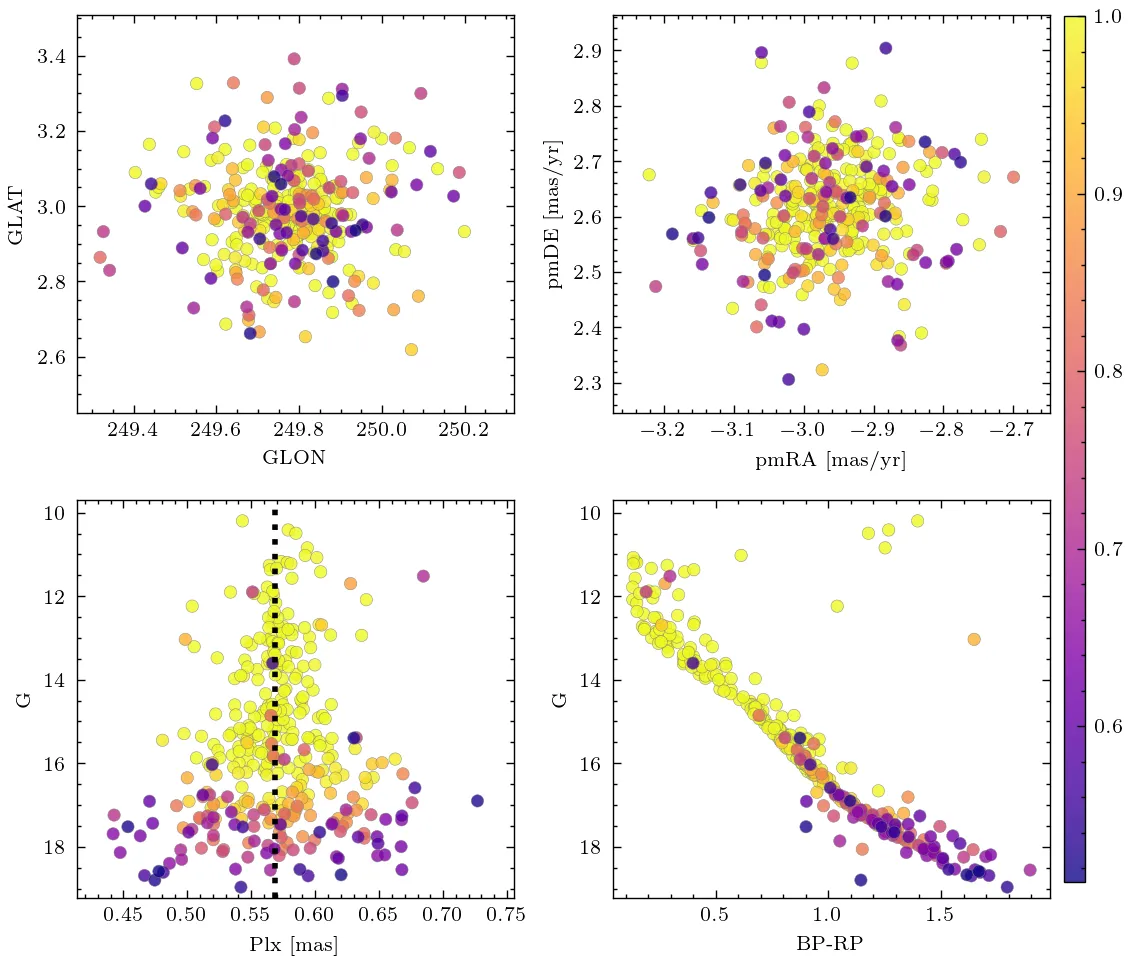 3.4
3.2
3.0
2.8
2.6
GLAT
249.4 249.6 249.8 250.0 250.2
GLON
2.9
2.8
2.7
2.6
2.5
2.4
2.3
pmDE [mas/yr]
−3.2 −3.1 −3.0 −2.9 −2.8 −2.7
pmRA [mas/yr]
1.0
0.9
0.8
0.7
0.6
10
12
14
16
18
G
0.45 0.50 0.55 0.60 0.65 0.70 0.75
Plx [mas]
10
12
14
16
18
G
0.5 1.0 1.5
BP-RP